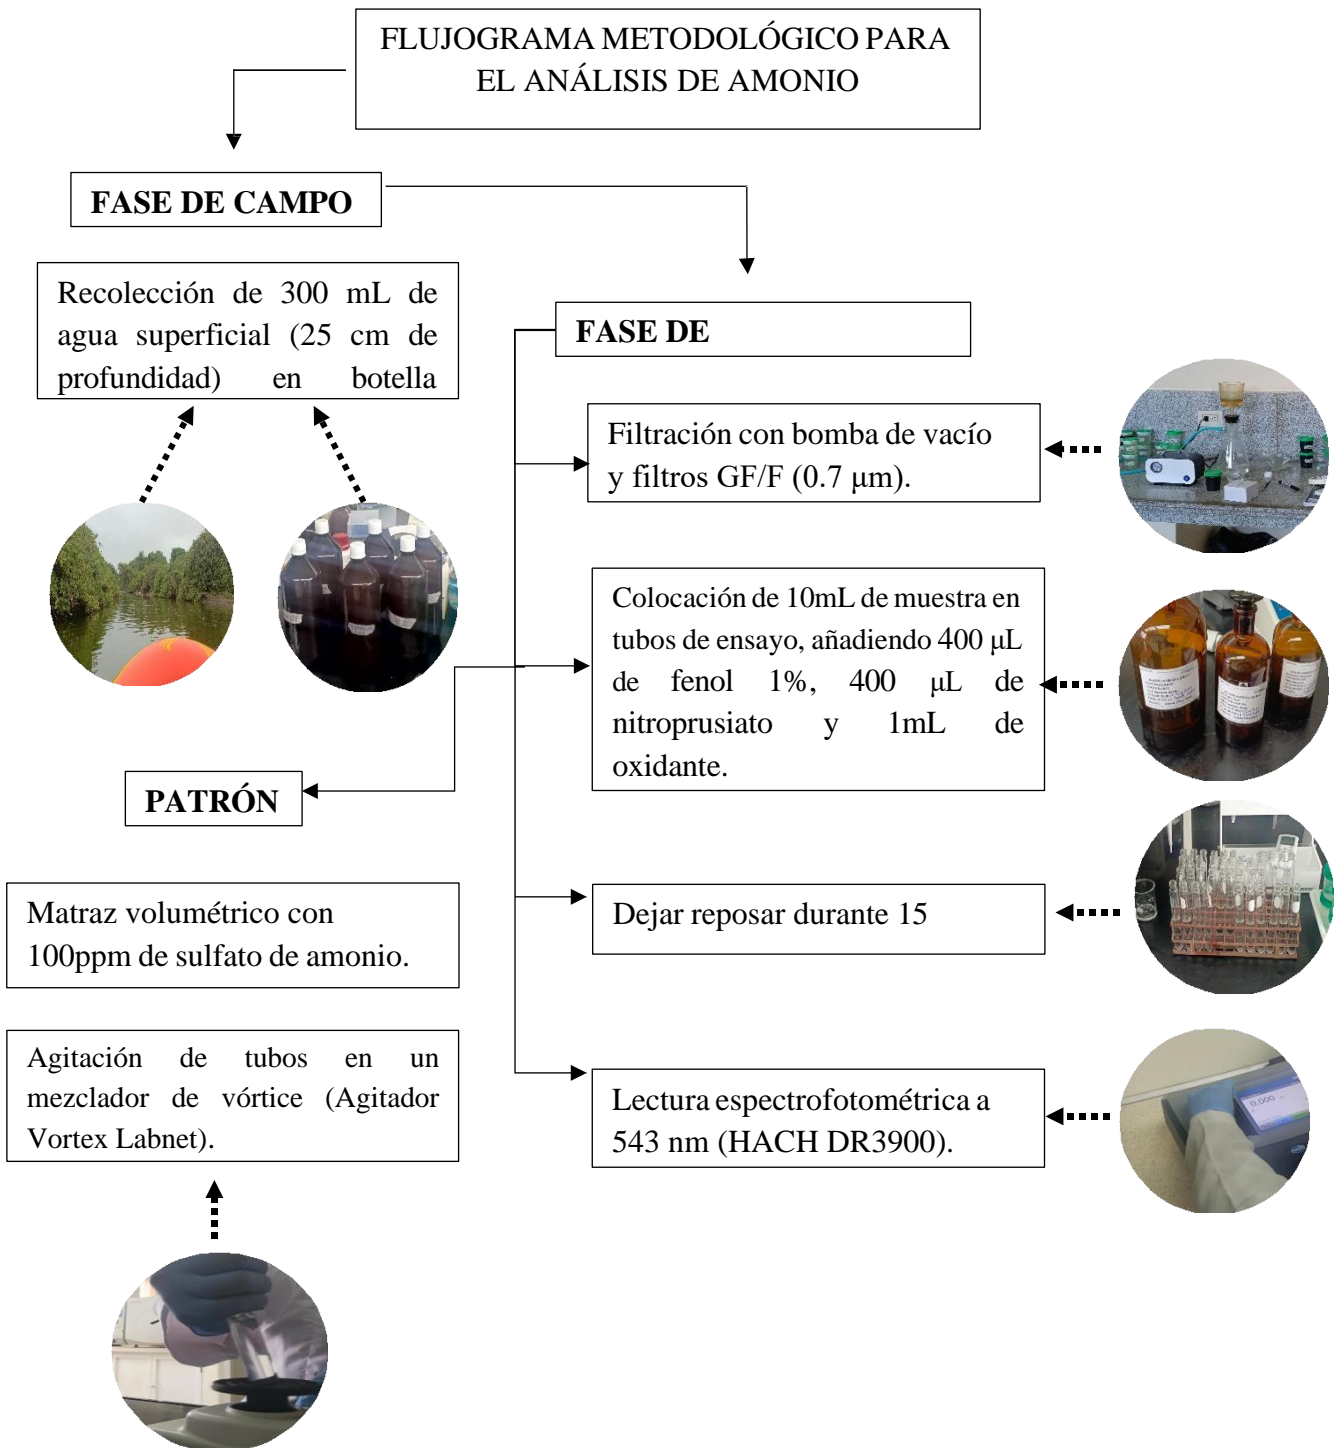 FLUJOGRAMA METODOLÓGICO PARA
EL ANÁLISIS DE AMONIO
FASE DE CAMPO
Recolección de 300 mL de
agua superficial (25 cm de
profundidad) en botella
FASE DE
Filtración con bomba de vacío
y filtros GF/F (0.7 μm).
Colocación de 10mL de muestra en
tubos de ensayo, añadiendo 400 μL
de fenol 1%, 400 μL de
nitroprusiato y 1mL de
oxidante.
PATRÓN
Matraz volumétrico con
100ppm de sulfato de amonio.
Dejar reposar durante 15
Agitación de tubos en un
mezclador de vórtice (Agitador
Vortex Labnet).
Lectura espectrofotométrica a
543 nm (HACH DR3900).
0.000